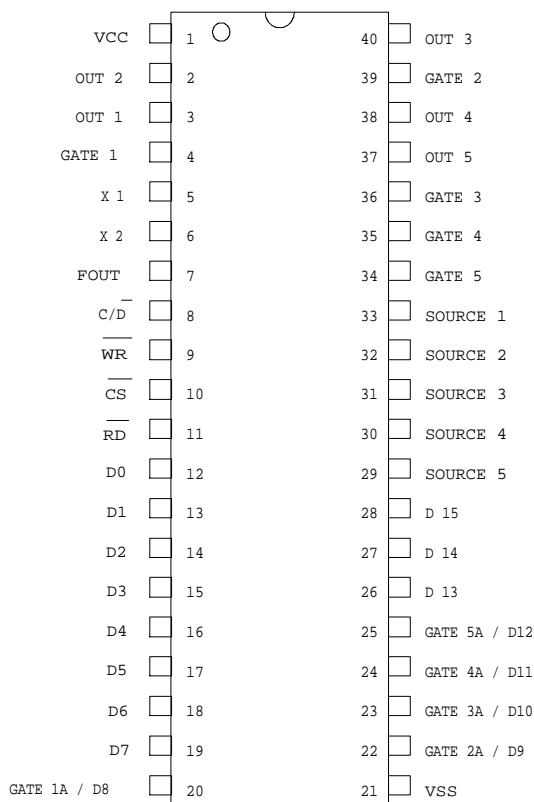 VCC 1 40 OUT 3
OUT 2 2 39 GATE 2
OUT 1 3 38 OUT 4
GATE 1 4 37 OUT 5
X 1 5 36 GATE 3
X 2 6 35 GATE 4
FOUT 7 34 GATE 5
C/D̅ 8 33 SOURCE 1
W̅R̅ 9 32 SOURCE 2
C̅S̅ 10 31 SOURCE 3
R̅D̅ 11 30 SOURCE 4
D0 12 29 SOURCE 5
D1 13 28 D 15
D2 14 27 D 14
D3 15 26 D 13
D4 16 25 GATE 5A / D12
D5 17 24 GATE 4A / D11
D6 18 23 GATE 3A / D10
D7 19 22 GATE 2A / D9
GATE 1A / D8 20 21 VSS